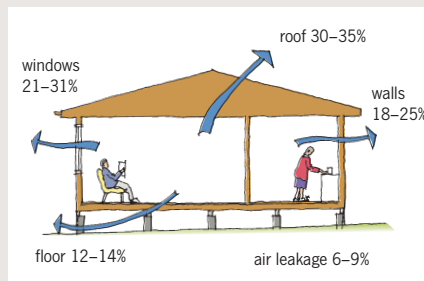 roof 30–35%
windows
21–31%
walls
18–25%
floor 12–14%
air leakage 6–9%